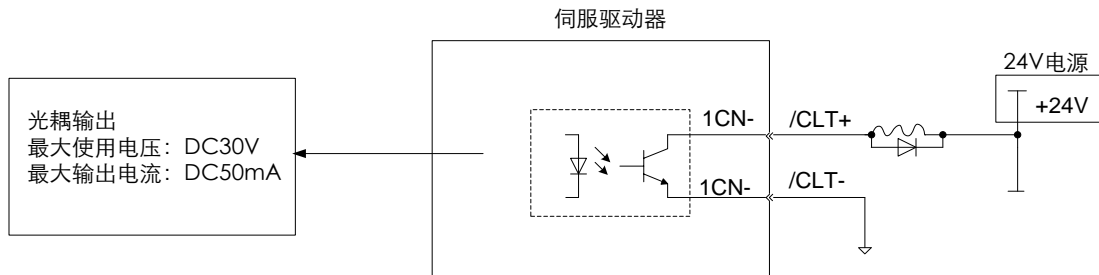 伺服驱动器
24V电源
+24V
光耦输出
最大使用电压：DC30V
最大输出电流：DC50mA
1CN- /CLT+
1CN- /CLT-